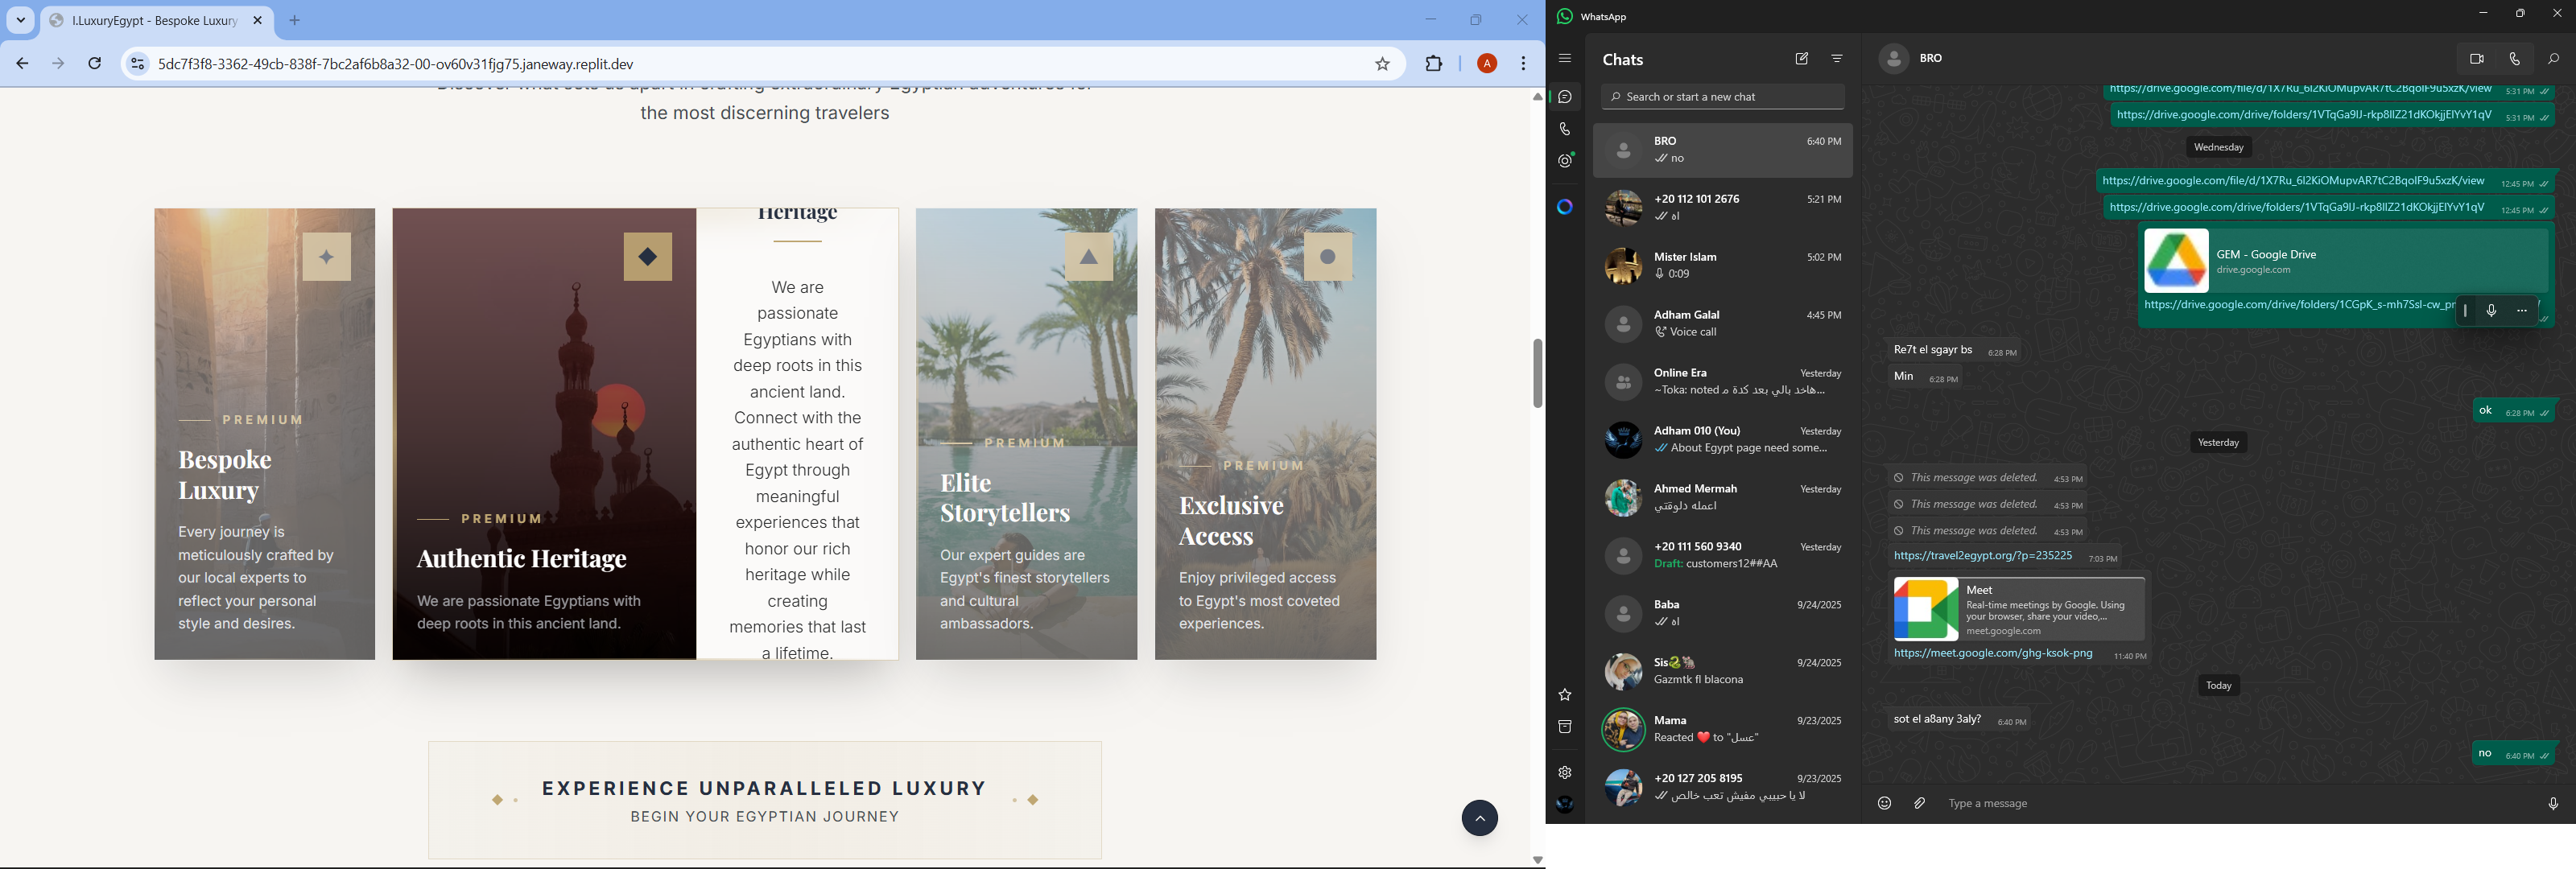 I.LuxuryEgypt - Bespoke Luxury
5dc7f3f8-3362-49cb-838f-7bc2af6b8a32-00-ov60v31fjg75.janeway.replit.dev
A
Discover what sets us apart in crafting extraordinary Egyptian adventures for
the most discerning travelers
PREMIUM
Bespoke
Luxury
Every journey is
meticulously crafted by
our local experts to
reflect your personal
style and desires.
PREMIUM
Authentic Heritage
We are passionate Egyptians with
deep roots in this ancient land.
Heritage
We are
passionate
Egyptians with
deep roots in this
ancient land.
Connect with the
authentic heart of
Egypt through
meaningful
experiences that
honor our rich
heritage while
creating
memories that last
a lifetime.
PREMIUM
Elite
Storytellers
Our expert guides are
Egypt's finest storytellers
and cultural
ambassadors.
PREMIUM
Exclusive
Access
Enjoy privileged access
to Egypt's most coveted
experiences.
EXPERIENCE UNPARALLELED LUXURY
BEGIN YOUR EGYPTIAN JOURNEY
WhatsApp
Chats
Search or start a new chat
BRO 6:40 PM
no
+20 112 101 2676 5:21 PM
اه
Mister Islam 5:02 PM
0:09
Adham Galal 4:45 PM
Voice call
Online Era Yesterday
~Toka: noted هاخد بالي بعد كدة م...
Adham 010 (You) Yesterday
About Egypt page need some...
Ahmed Mermah Yesterday
اعمله دلوقتي
+20 111 560 9340 Yesterday
Draft: customers12##AA
Baba 9/24/2025
اه
Sis🐍🐘 9/24/2025
Gazmtk fl blacona
Mama 9/23/2025
Reacted ❤️ to "عسل"
+20 127 205 8195 9/23/2025
لا يا حبيبي مفيش تعب خالص
BRO
https://drive.google.com/file/d/1X7Ru_6I2KiOMupvAR7tC2BqoIF9u5xzK/view 5:31 PM
https://drive.google.com/drive/folders/1VTqGa9lJ-rkp8IlZ21dKOkjjElYvY1qV 5:31 PM
Wednesday
https://drive.google.com/file/d/1X7Ru_6I2KiOMupvAR7tC2BqoIF9u5xzK/view 12:45 PM
https://drive.google.com/drive/folders/1VTqGa9lJ-rkp8IlZ21dKOkjjElYvY1qV 12:45 PM
GEM - Google Drive
drive.google.com
https://drive.google.com/drive/folders/1CGpK_s-mh7Ssl-cw_pr
Re7t el sgayr bs 6:28 PM
Min 6:28 PM
ok 6:28 PM
Yesterday
This message was deleted. 4:53 PM
This message was deleted. 4:53 PM
This message was deleted. 4:53 PM
https://travel2egypt.org/?p=235225 7:03 PM
Meet
Real-time meetings by Google. Using
your browser, share your video,...
meet.google.com
https://meet.google.com/ghg-ksok-png 11:40 PM
Today
sot el a8any 3aly? 6:40 PM
no 6:40 PM
Type a message